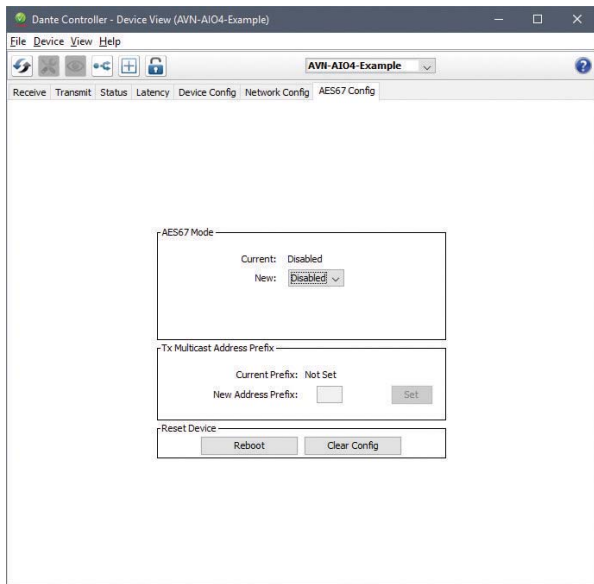 Dante Controller - Device View (AVN-AIO4-Example)
File Device View Help
AVN-AIO4-Example
?
Receive Transmit Status Latency Device Config Network Config AES67 Config
AES67 Mode
Current: Disabled
New: Disabled
Tx Multicast Address Prefix
Current Prefix: Not Set
New Address Prefix: Set
Reset Device
Reboot Clear Config